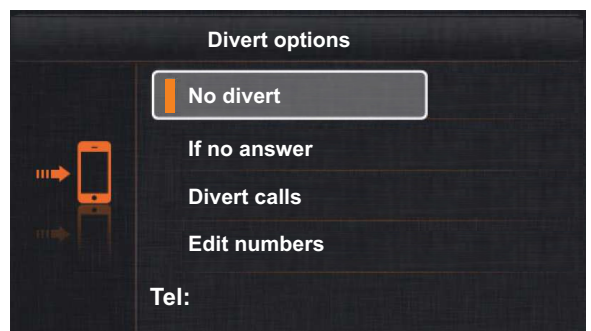 Divert options
No divert
If no answer
Divert calls
Edit numbers
Tel: